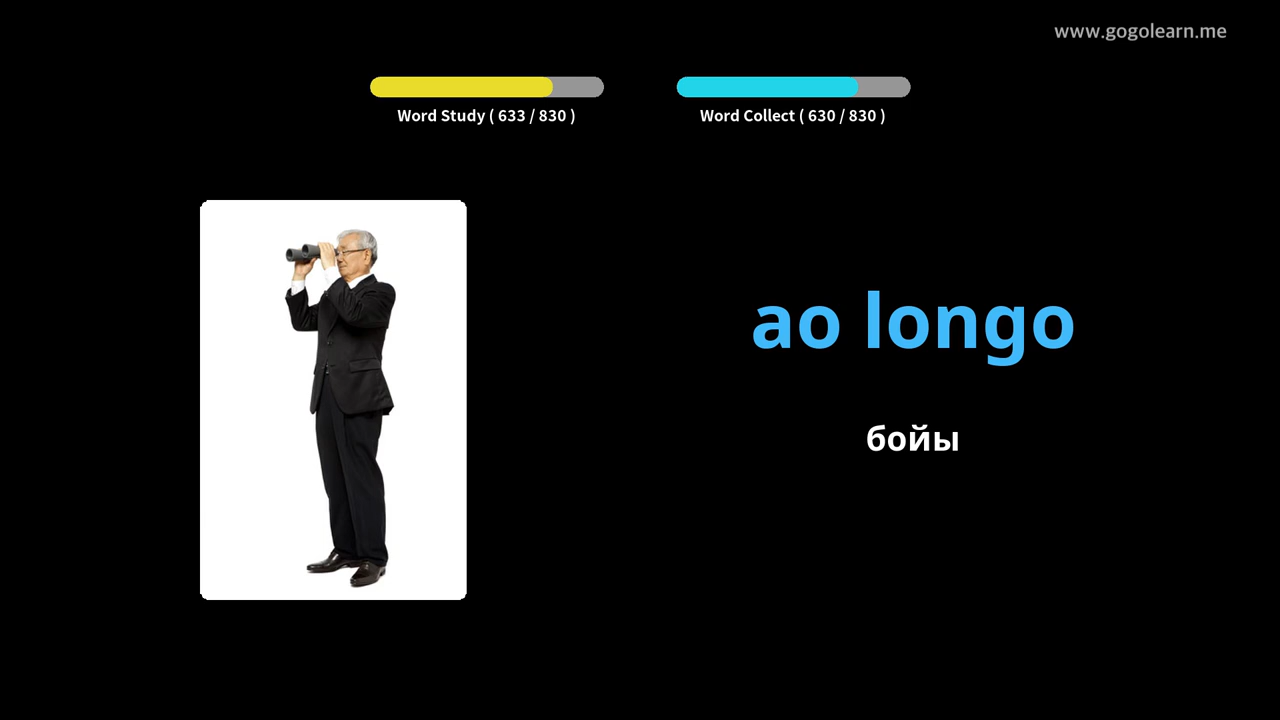 www.gogolearn.me
Word Study ( 633 / 830 )
Word Collect ( 630 / 830 )
ao longo
бойы